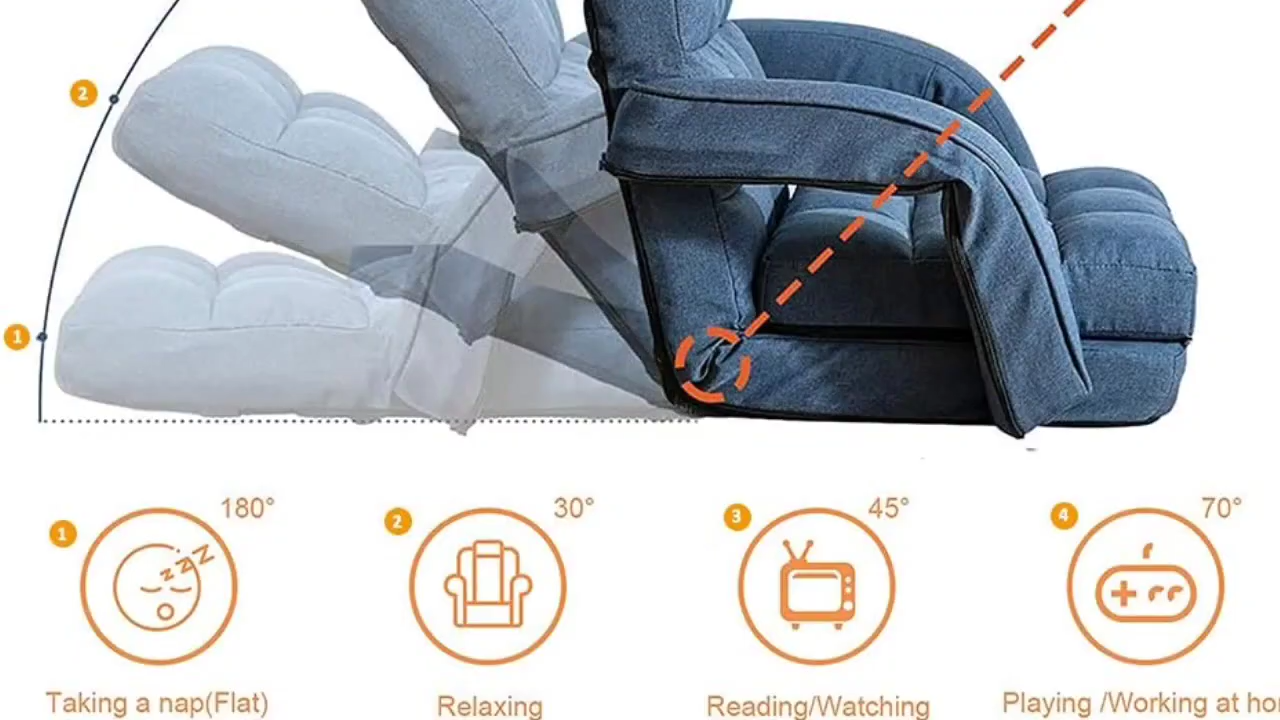 2
1
1 180°
2 30°
3 45°
4 70°
Taking a nap(Flat)
Relaxing
Reading/Watching
Playing /Working at